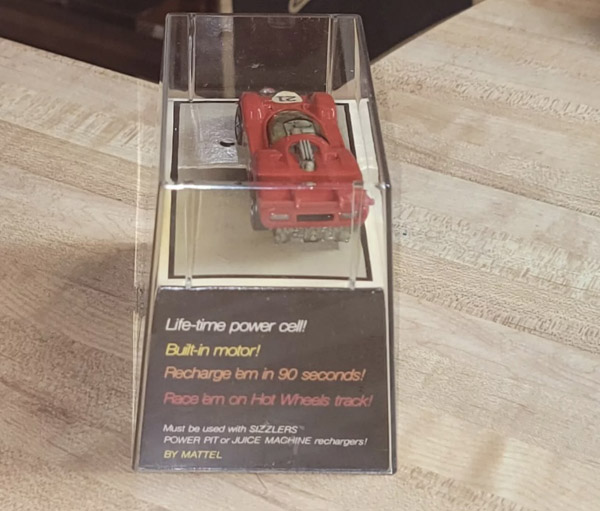 21
Life-time power cell!
Built-in motor!
Recharge 'em in 90 seconds!
Race 'em on Hot Wheels track!
Must be used with SIZZLERS™
POWER PIT or JUICE MACHINE rechargers!
BY MATTEL